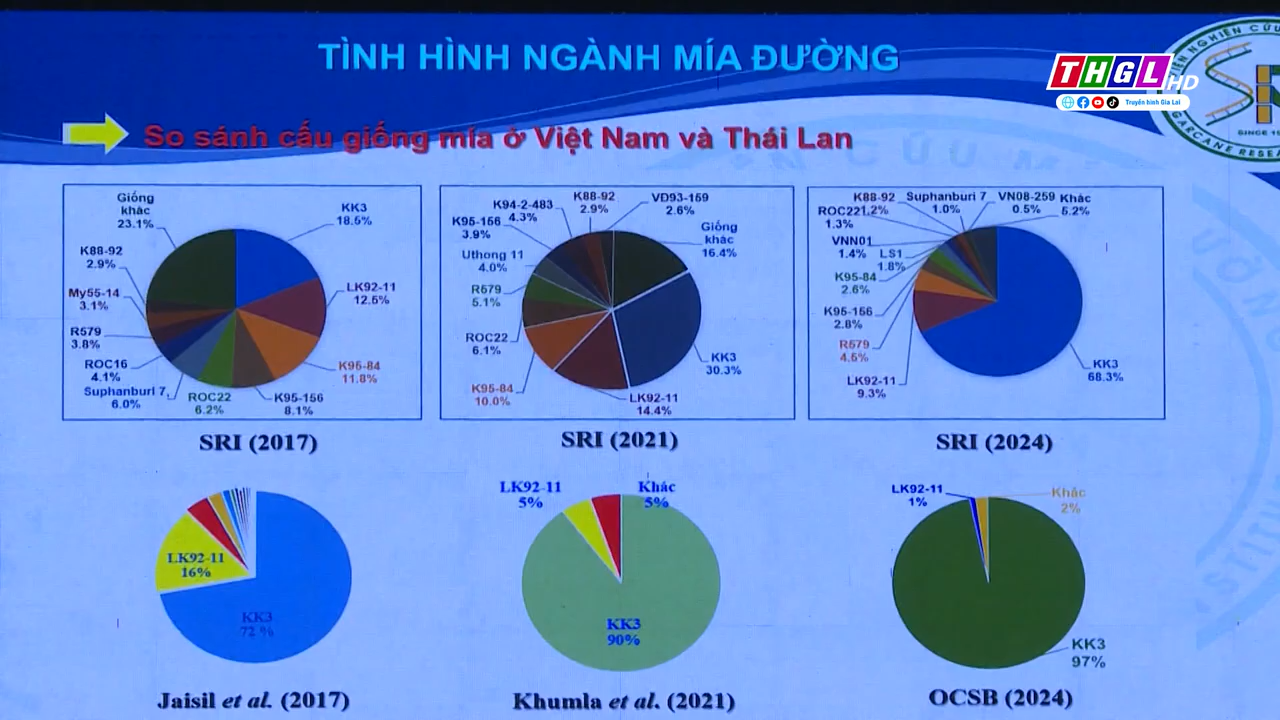 TÌNH HÌNH NGÀNH MÍA ĐƯỜNG
THGL HD
Truyền hình Gia Lai
SINCE
So sánh cấu giống mía ở Việt Nam và Thái Lan
Giống
khác
23.1%
KK3
18.5%
K88-92
2.9%
LK92-11
12.5%
My55-14
3.1%
R579
3.8%
ROC16
4.1%
K95-84
11.8%
Suphanburi 7
6.0%
ROC22
6.2%
K95-156
8.1%
SRI (2017)
K88-92
2.9%
VĐ93-159
2.6%
K94-2-483
4.3%
K95-156
3.9%
Giống
khác
16.4%
Uthong 11
4.0%
R579
5.1%
ROC22
6.1%
KK3
30.3%
K95-84
10.0%
LK92-11
14.4%
SRI (2021)
K88-92
1.2%
Suphanburi 7
1.0%
VN08-259
0.5%
Khác
5.2%
ROC22
1.3%
VNN01
1.4%
LS1
1.8%
K95-84
2.6%
K95-156
2.8%
R579
4.5%
KK3
68.3%
LK92-11
9.3%
SRI (2024)
LK92-11
16%
KK3
72 %
Jaisil et al. (2017)
LK92-11
5%
Khác
5%
KK3
90%
Khumla et al. (2021)
LK92-11
1%
Khác
2%
KK3
97%
OCSB (2024)